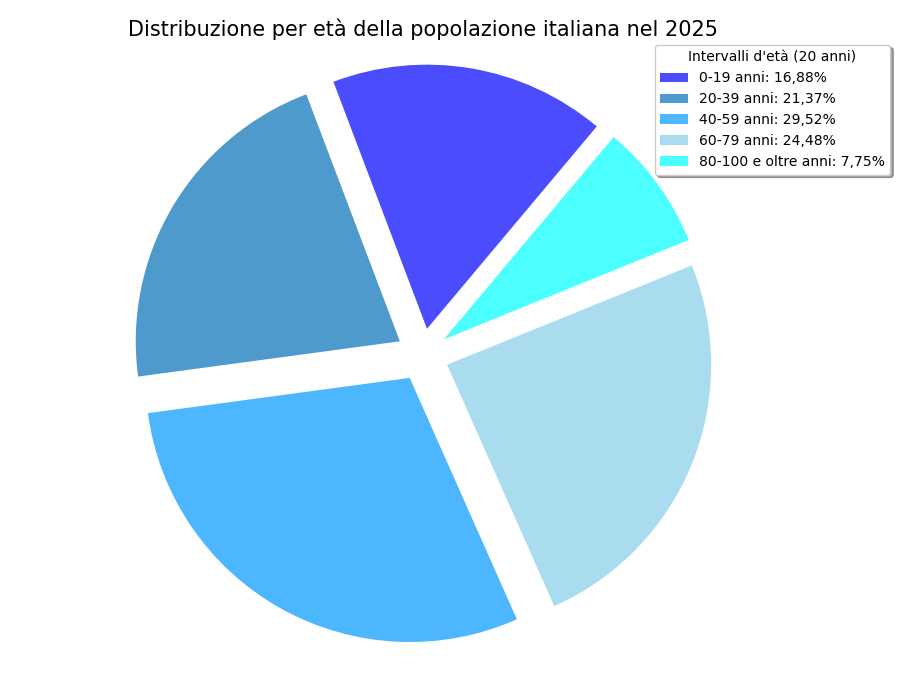 Distribuzione per età della popolazione italiana nel 2025
Intervalli d'età (20 anni)
0-19 anni: 16,88%
20-39 anni: 21,37%
40-59 anni: 29,52%
60-79 anni: 24,48%
80-100 e oltre anni: 7,75%